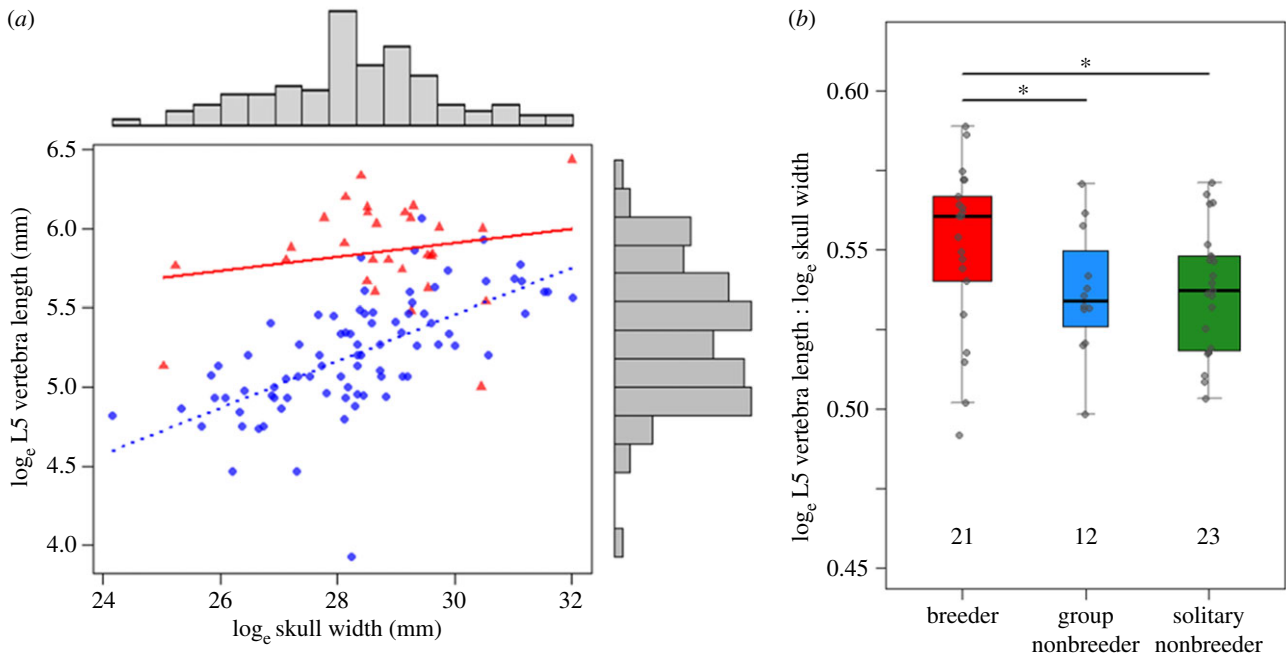 (a)
6.5
6.0
5.5
5.0
4.5
4.0
logₑ L5 vertebra length (mm)
24 26 28 30 32
logₑ skull width (mm)
(b)
0.60
0.55
0.50
0.45
logₑ L5 vertebra length : logₑ skull width
*
*
21 12 23
breeder group solitary
nonbreeder nonbreeder